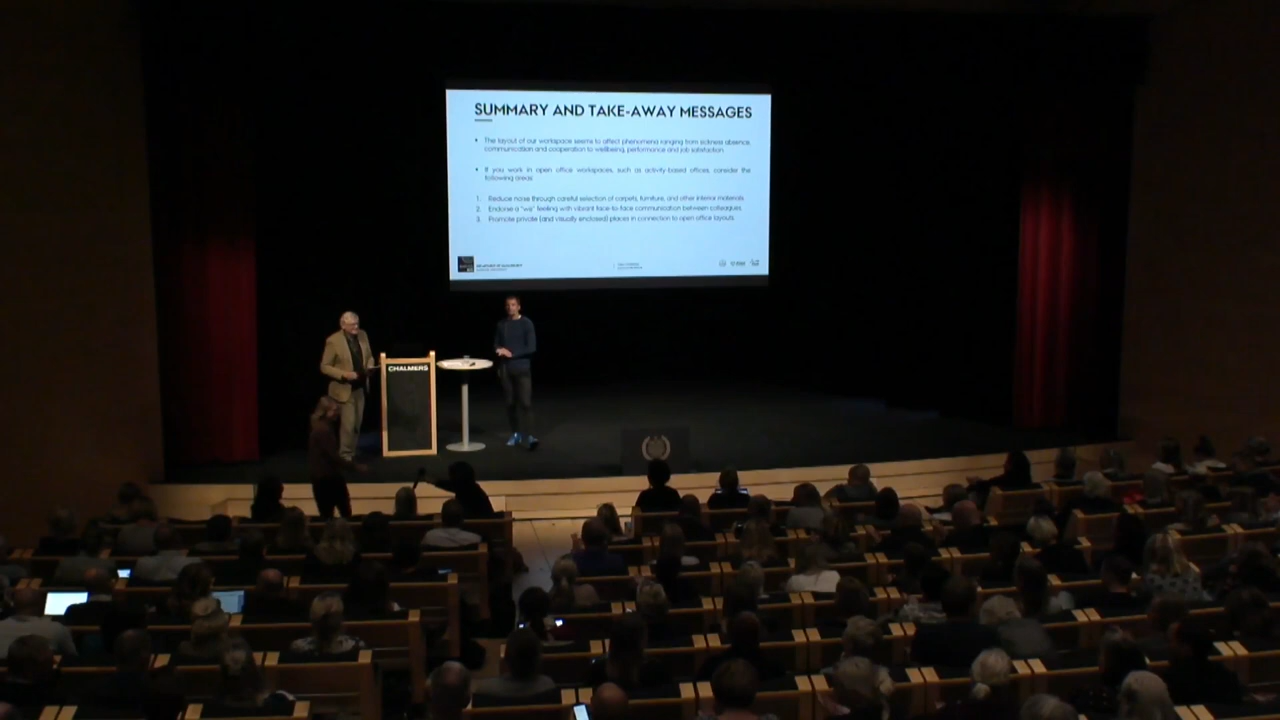 SUMMARY AND TAKE-AWAY MESSAGES
• The layout of our workspace seems to affect phenomena ranging from sickness absence,
communication and cooperation to wellbeing, performance and job satisfaction.
• If you work in open office workspaces, such as activity-based offices, consider the
following areas:
1. Reduce noise through careful selection of carpets, furniture, and other interior materials.
2. Endorse a "we" feeling with vibrant face-to-face communication between colleagues.
3. Promote private (and visually enclosed) places in connection to open office layouts.
CHALMERS